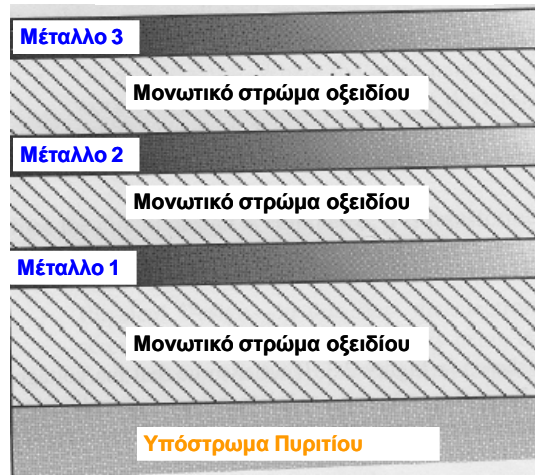 Μέταλλο 3
Μονωτικό στρώμα οξειδίου
Μέταλλο 2
Μονωτικό στρώμα οξειδίου
Μέταλλο 1
Μονωτικό στρώμα οξειδίου
Υπόστρωμα Πυριτίου